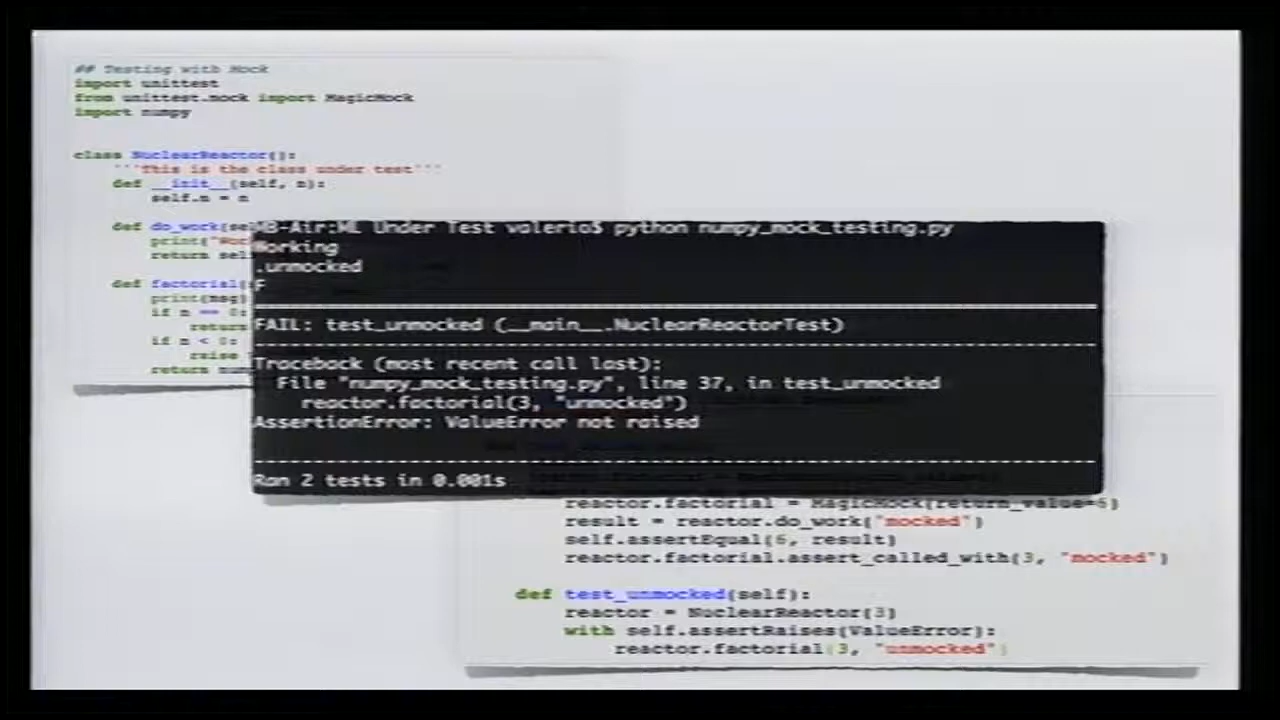 ## Testing with Mock
import unittest
from unittest.mock import MagicMock
import numpy
class NuclearReactor():
'''This is the class under test'''
def __init__(self, n):
self.n = n
def do_work(se
print("Wor
return sel
def factorial(
print(msg)
if n == 0:
return
if n < 0:
raise
return num
MB-Air:ML Under Test valerio$ python numpy_mock_testing.py
Working
.unmocked
F
FAIL: test_unmocked (__main__.NuclearReactorTest)
Traceback (most recent call last):
File "numpy_mock_testing.py", line 37, in test_unmocked
reactor.factorial(3, "unmocked")
AssertionError: ValueError not raised
Ran 2 tests in 0.001s
reactor.factorial = MagicMock(return_value=6)
result = reactor.do_work("mocked")
self.assertEqual(6, result)
reactor.factorial.assert_called_with(3, "mocked")
def test_unmocked(self):
reactor = NuclearReactor(3)
with self.assertRaises(ValueError):
reactor.factorial(3, "unmocked")